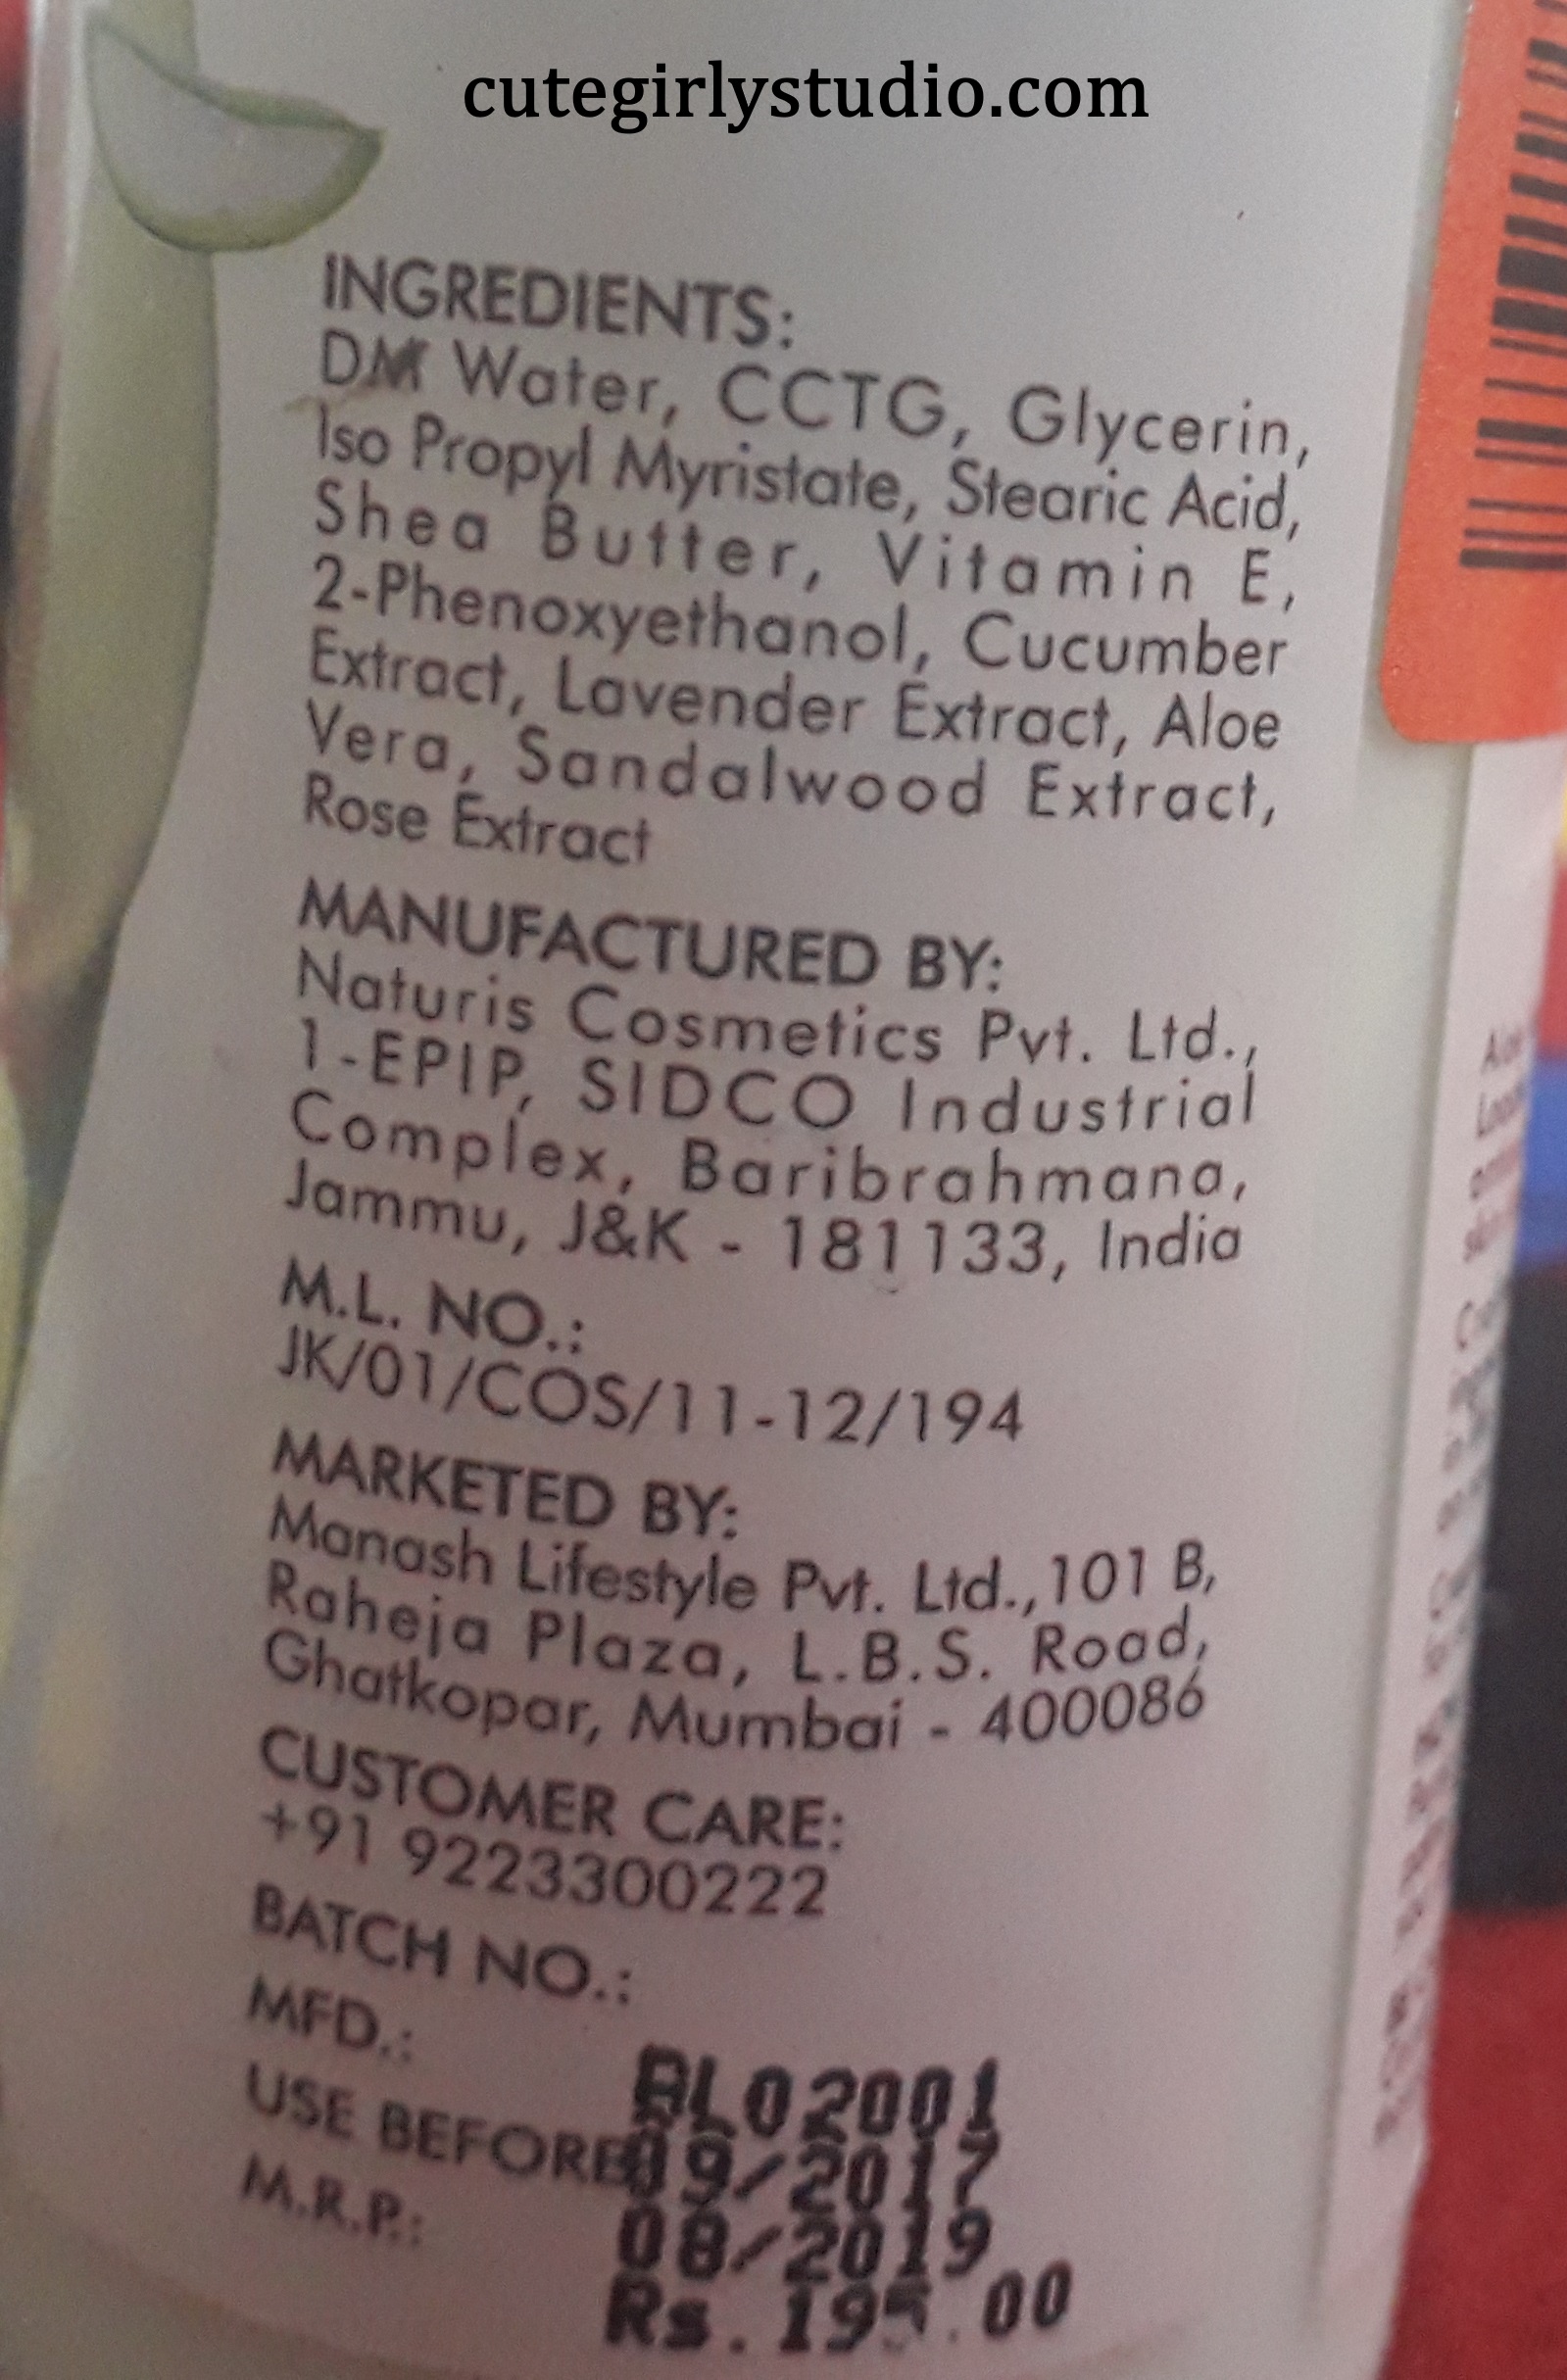 cutegirlystudio.com
INGREDIENTS:
DM Water, CCTG, Glycerin,
Iso Propyl Myristate, Stearic Acid,
Shea Butter, Vitamin E,
2-Phenoxyethanol, Cucumber
Extract, Lavender Extract, Aloe
Vera, Sandalwood Extract,
Rose Extract
MANUFACTURED BY:
Naturis Cosmetics Pvt. Ltd.,
1-EPIP, SIDCO Industrial
Complex, Baribrahmana,
Jammu, J&K - 181133, India
M.L. NO.:
JK/01/COS/11-12/194
MARKETED BY:
Manash Lifestyle Pvt. Ltd.,101 B,
Raheja Plaza, L.B.S. Road,
Ghatkopar, Mumbai - 400086
CUSTOMER CARE:
+91 9223300222
BATCH NO.:
MFD.:
USE BEFORE
M.R.P.:
09/2017
08/2019
Rs.195.00